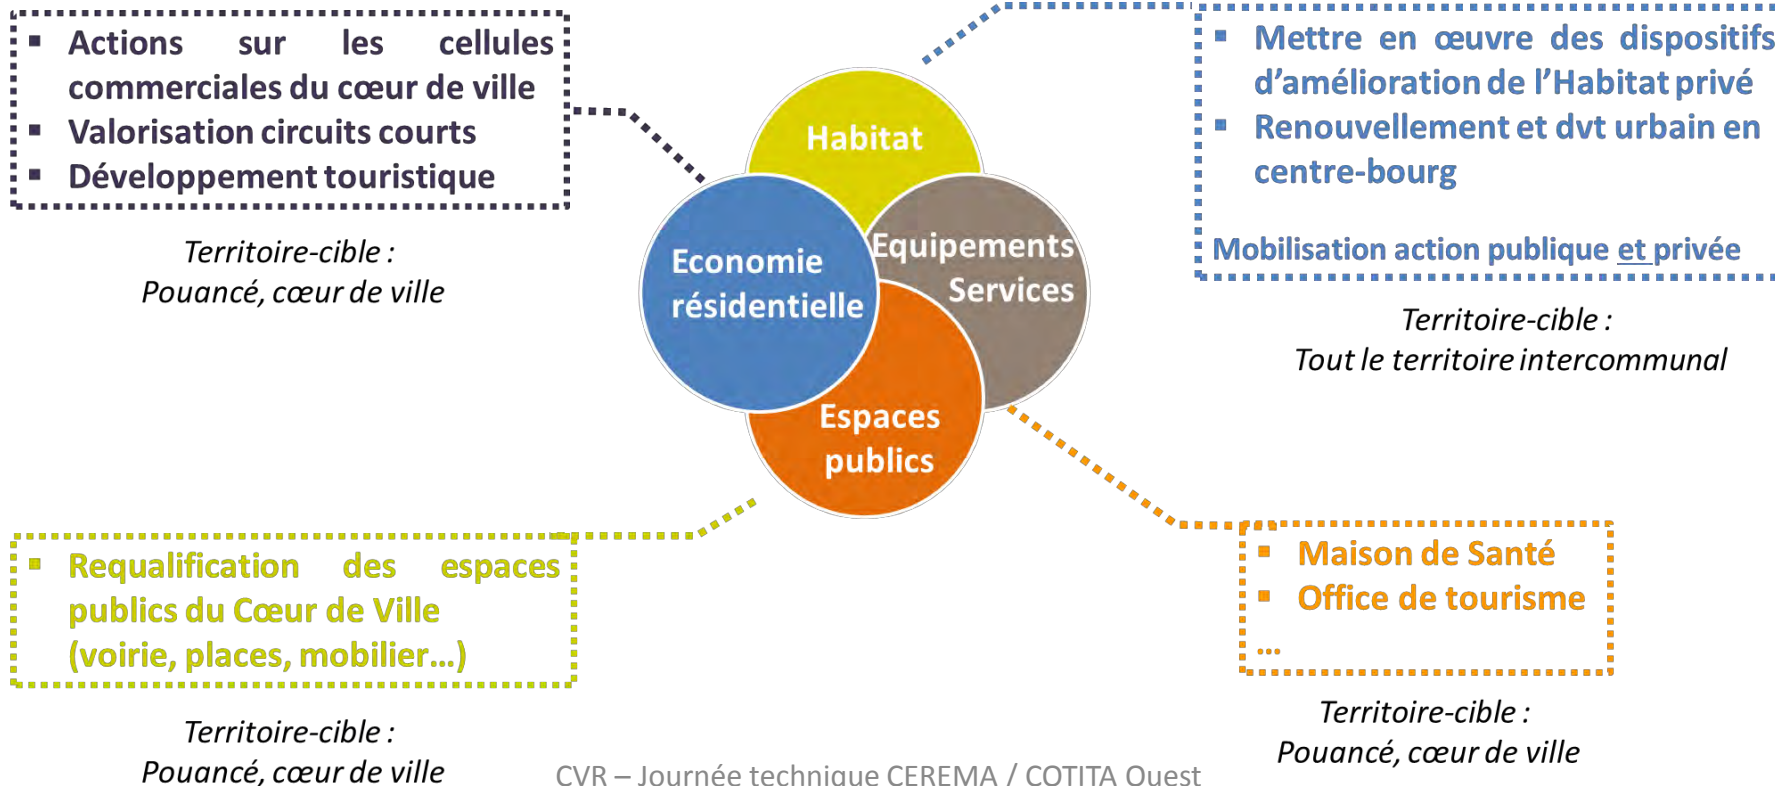 ▪ Actions sur les cellules
commerciales du cœur de ville
▪ Valorisation circuits courts
▪ Développement touristique
Territoire-cible :
Pouancé, cœur de ville
Habitat
Economie
résidentielle
Equipements
Services
Espaces
publics
▪ Mettre en œuvre des dispositifs
d’amélioration de l’Habitat privé
▪ Renouvellement et dvt urbain en
centre-bourg
Mobilisation action publique et privée
Territoire-cible :
Tout le territoire intercommunal
▪ Requalification des espaces
publics du Cœur de Ville
(voirie, places, mobilier…)
Territoire-cible :
Pouancé, cœur de ville
▪ Maison de Santé
▪ Office de tourisme
…
Territoire-cible :
Pouancé, cœur de ville
CVR – Journée technique CEREMA / COTITA Ouest